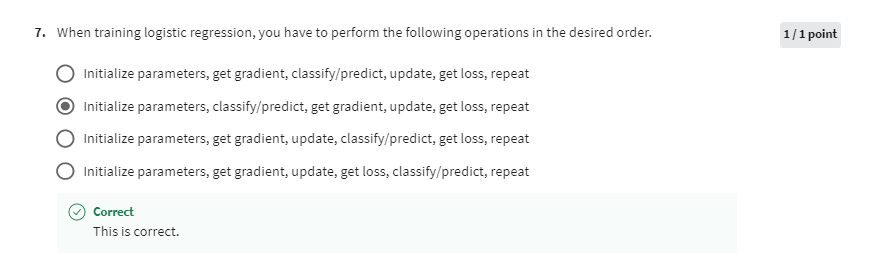 7. When training logistic regression, you have to perform the following operations in the desired order.
1 / 1 point
Initialize parameters, get gradient, classify/predict, update, get loss, repeat
Initialize parameters, classify/predict, get gradient, update, get loss, repeat
Initialize parameters, get gradient, update, classify/predict, get loss, repeat
Initialize parameters, get gradient, update, get loss, classify/predict, repeat
Correct
This is correct.